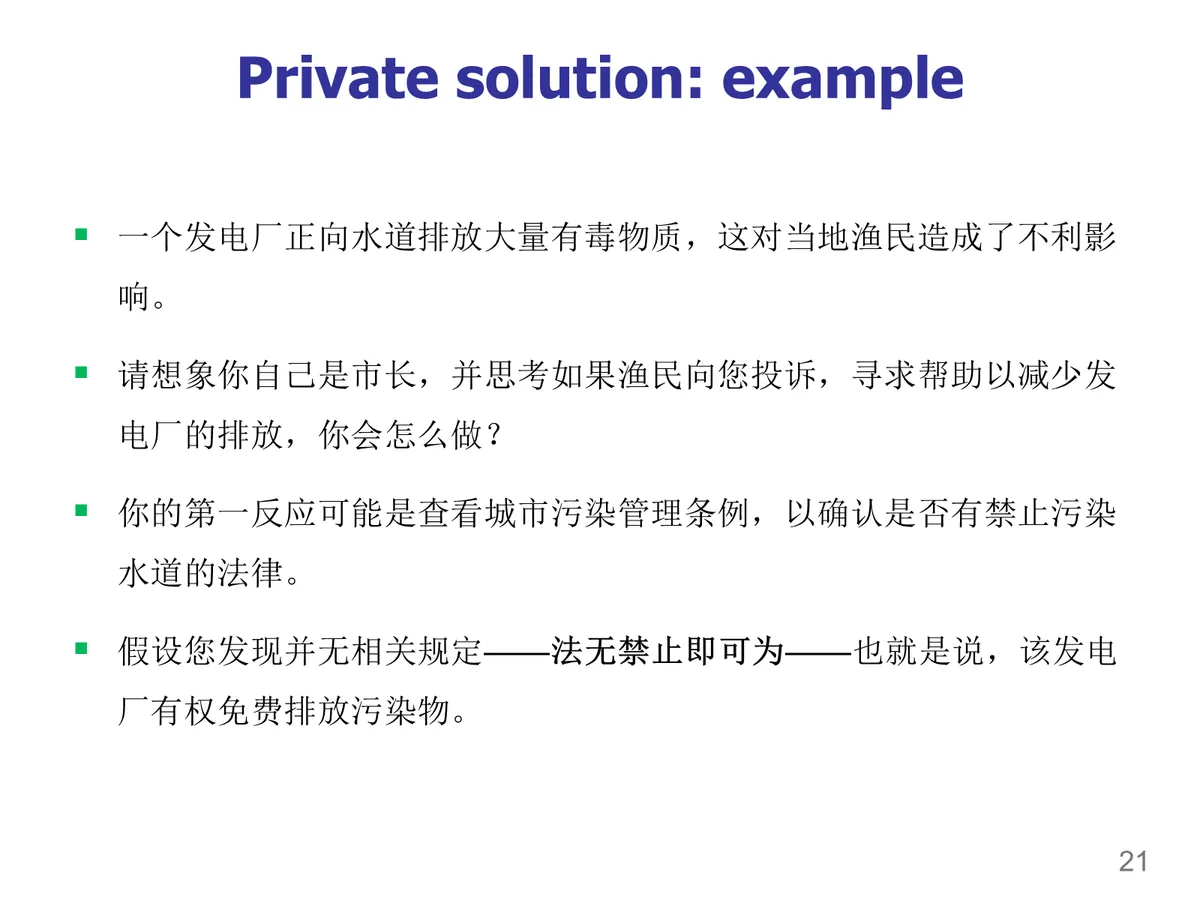 Private solution: example
一个发电厂正向水道排放大量有毒物质，这对当地渔民造成了不利影
响。
请想象你自己是市长，并思考如果渔民向您投诉，寻求帮助以减少发
电厂的排放，你会怎么做？
你的第一反应可能是查看城市污染管理条例，以确认是否有禁止污染
水道的法律。
假设您发现并无相关规定——法无禁止即可为——也就是说，该发电
厂有权免费排放污染物。
21